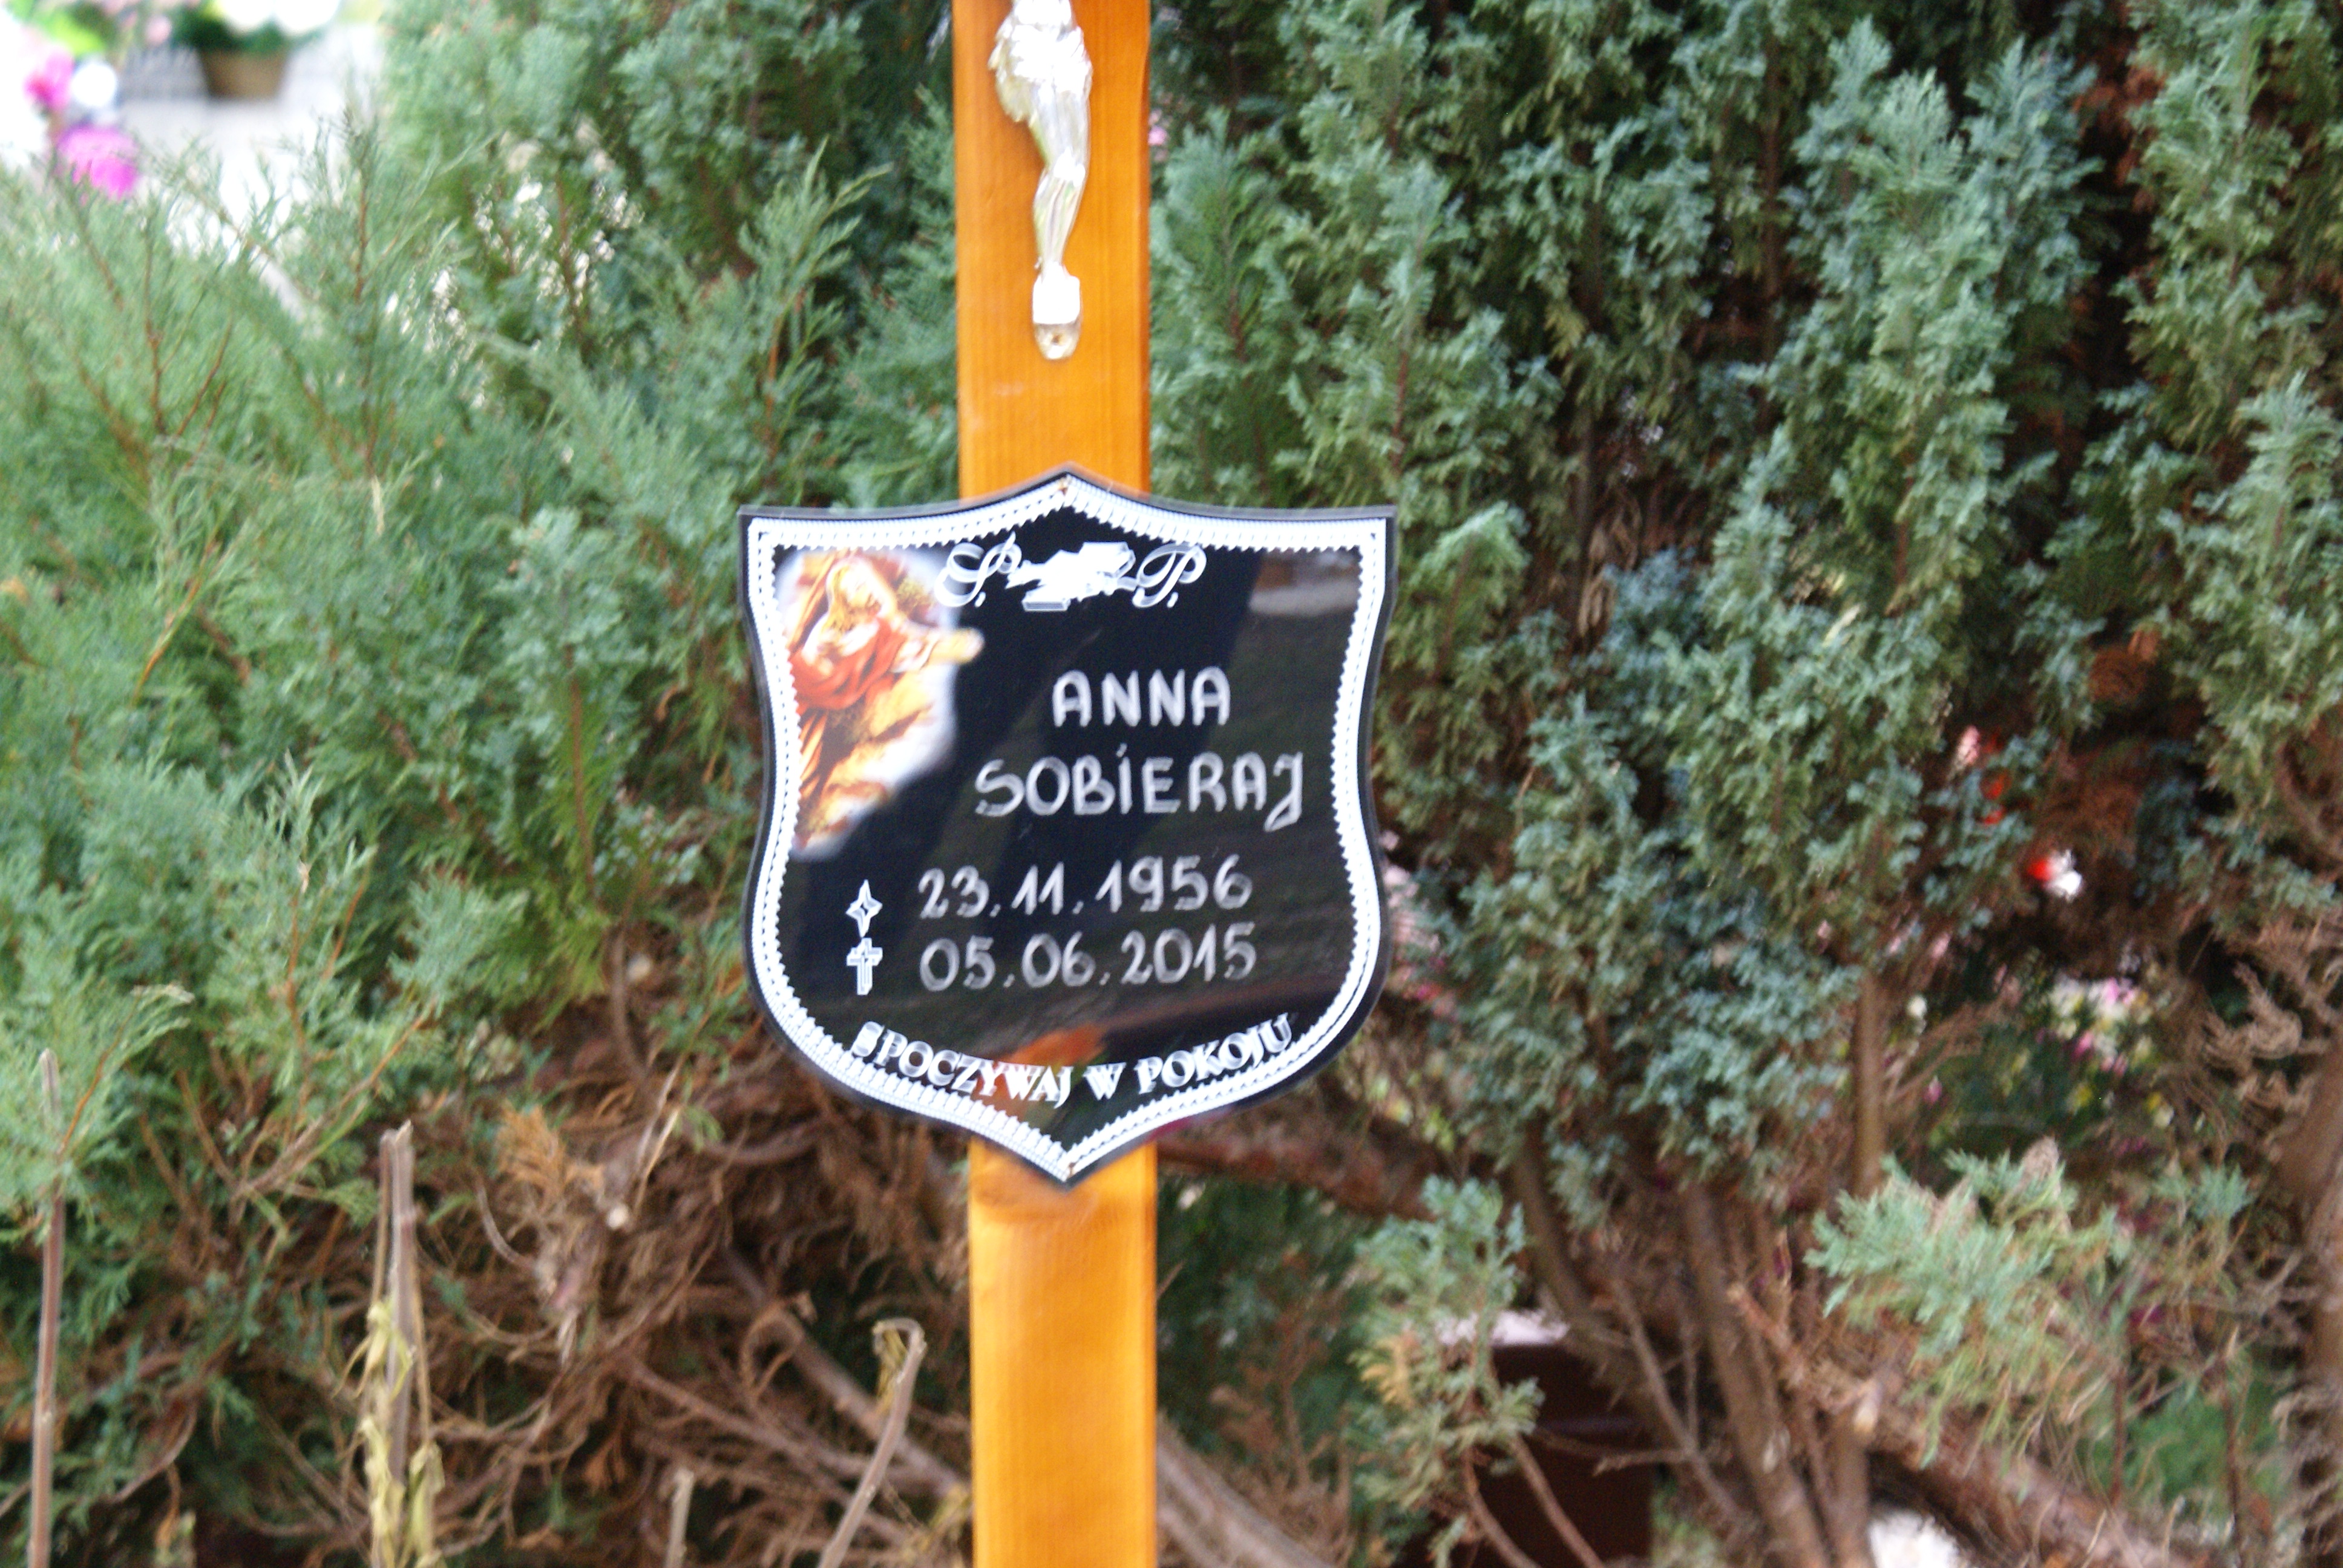 Ś. P.
ANNA
SOBIERAJ
23.11.1956
05.06.2015
SPOCZYWAJ W POKOJU